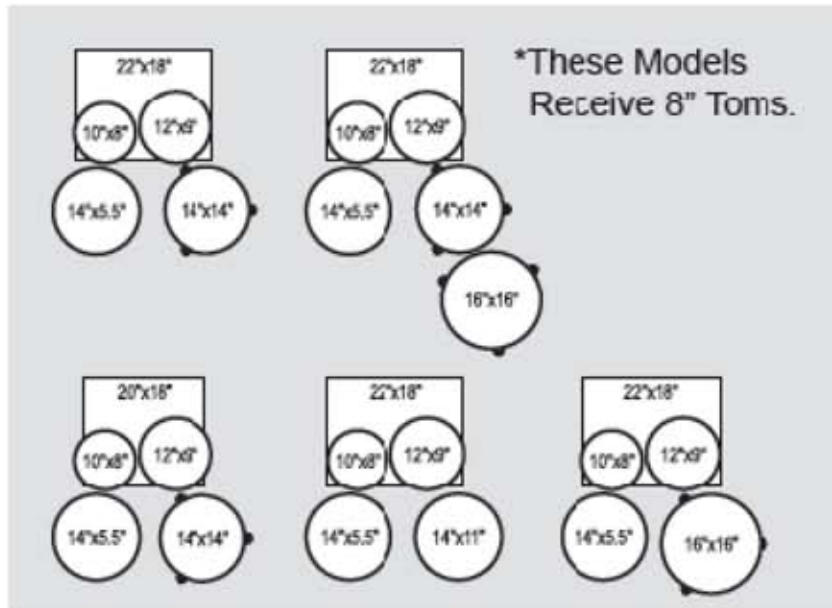 *These Models
Receive 8" Toms.
22"x18"
10"x8" 12"x9"
14"x5.5" 14"x14"
22"x18"
10"x8" 12"x9"
14"x5.5" 14"x14"
16"x16"
20"x18"
10"x8" 12"x9"
14"x5.5" 14"x14"
22"x18"
10"x8" 12"x9"
14"x5.5" 14"x11"
22"x18"
10"x8" 12"x9"
14"x5.5" 16"x16"